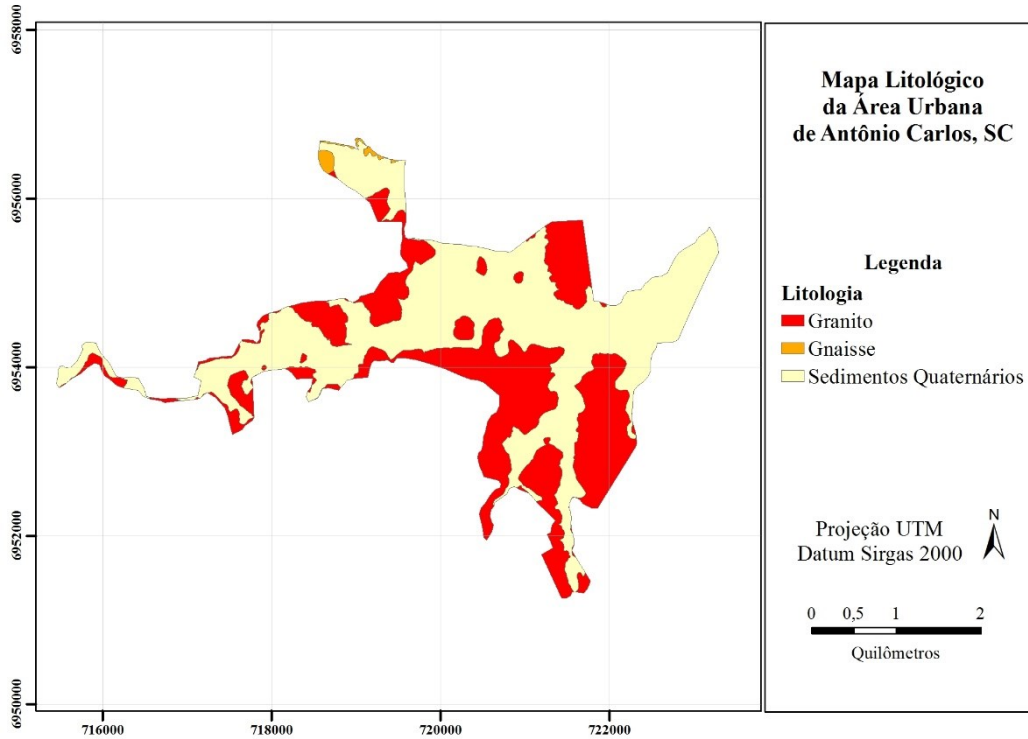 6958000
6956000
6954000
6952000
6950000
716000
718000
720000
722000
Mapa Litológico
da Área Urbana
de Antônio Carlos, SC
Legenda
Litologia
Granito
Gnaisse
Sedimentos Quaternários
Projeção UTM
Datum Sirgas 2000
N
0 0,5 1 2
Quilômetros